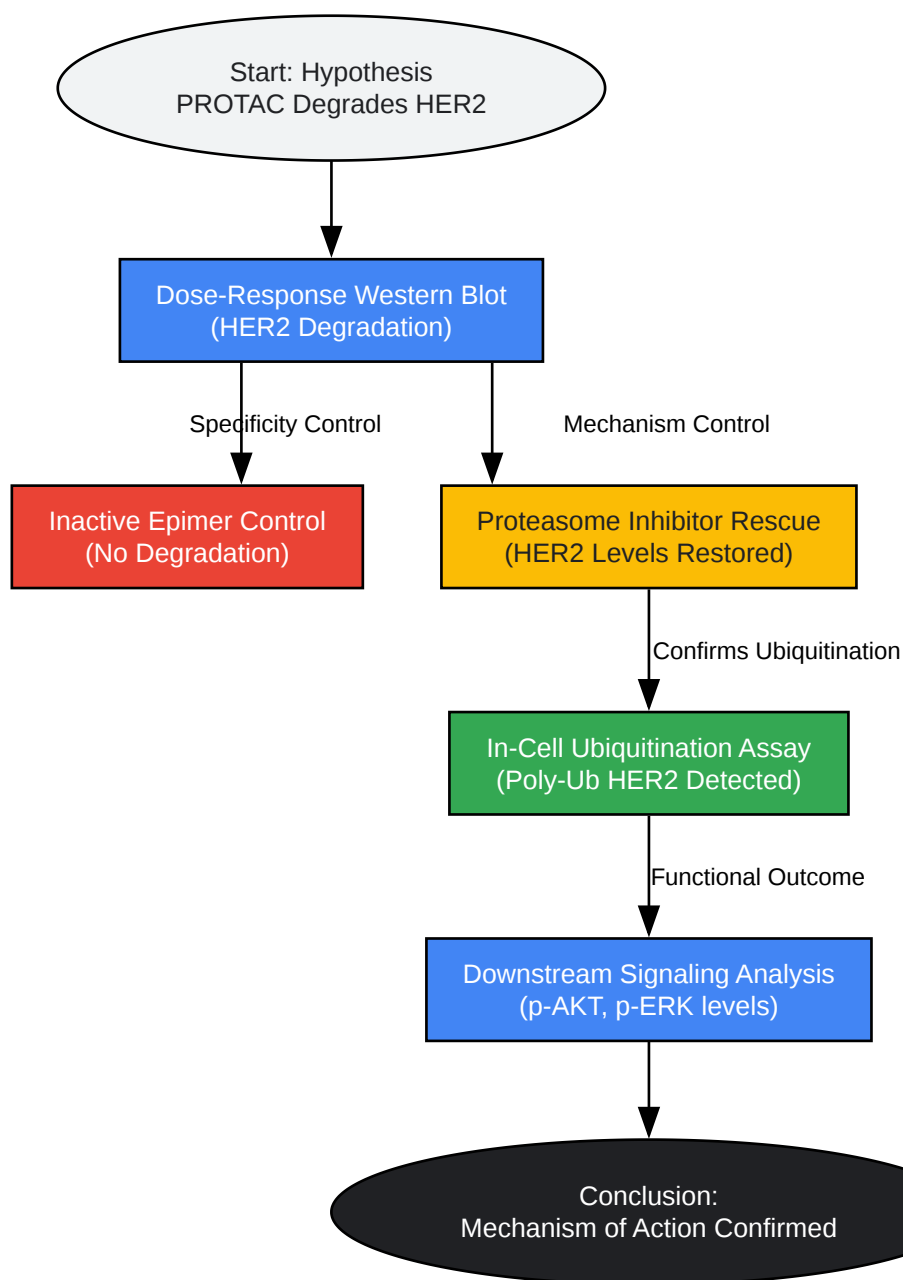 Start: Hypothesis
PROTAC Degrades HER2
Dose-Response Western Blot
(HER2 Degradation)
Specificity Control
Mechanism Control
Inactive Epimer Control
(No Degradation)
Proteasome Inhibitor Rescue
(HER2 Levels Restored)
Confirms Ubiquitination
In-Cell Ubiquitination Assay
(Poly-Ub HER2 Detected)
Functional Outcome
Downstream Signaling Analysis
(p-AKT, p-ERK levels)
Conclusion:
Mechanism of Action Confirmed